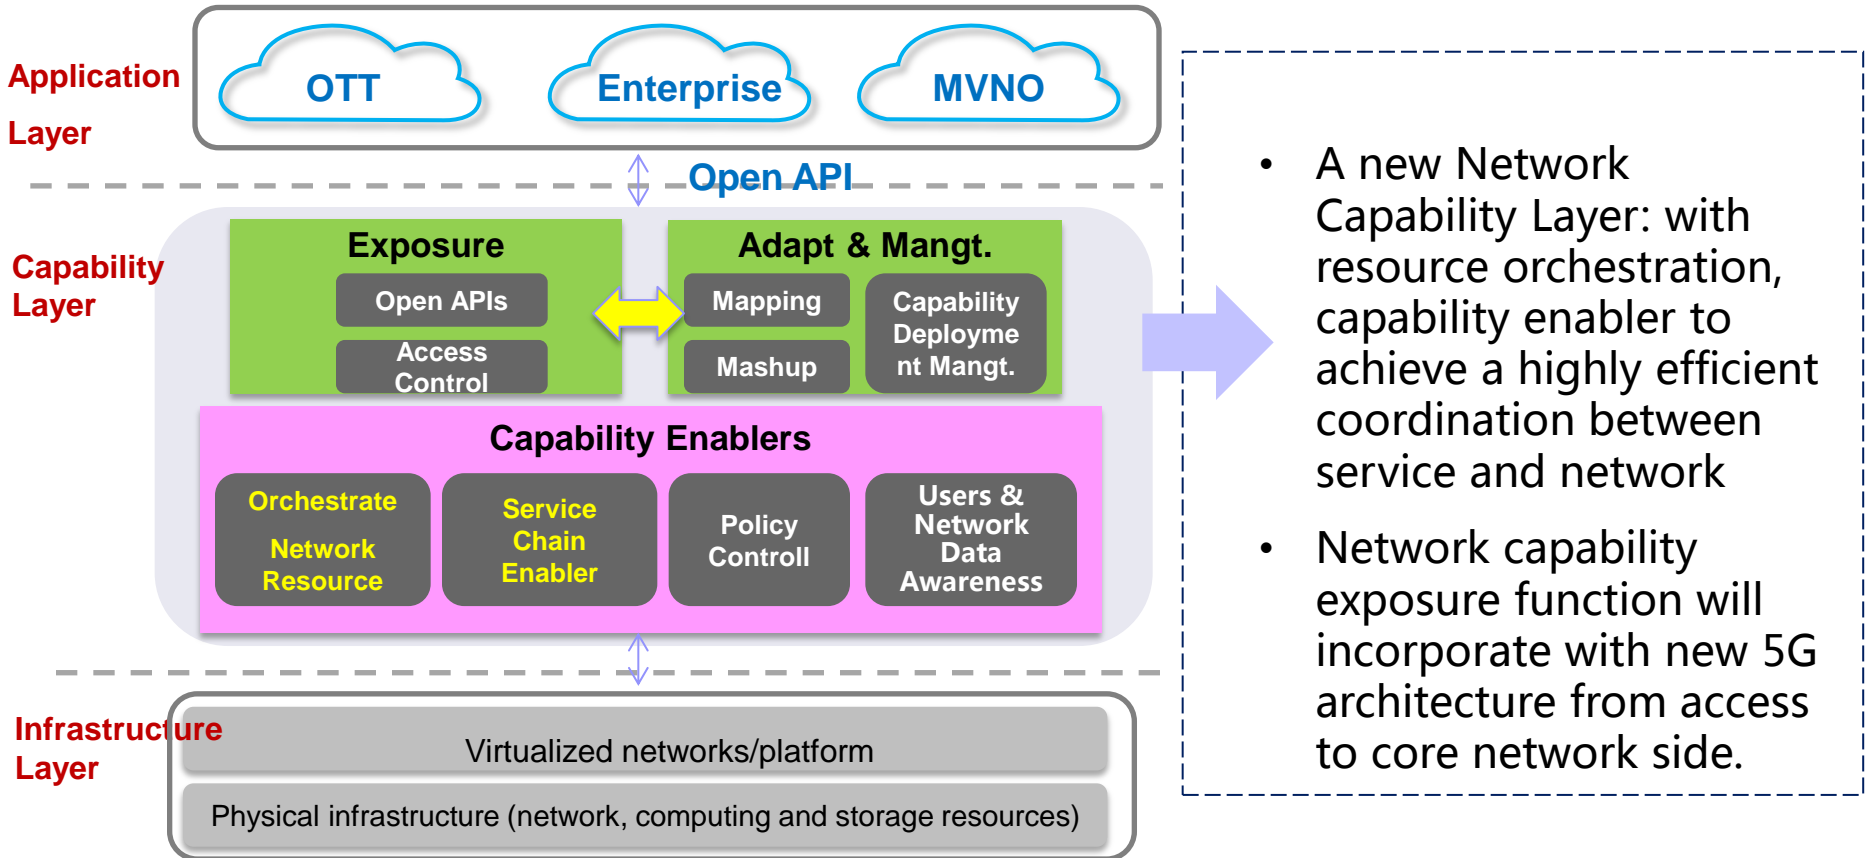 Application
Layer
OTT
Enterprise
MVNO
Open API
Capability
Layer
Exposure
Open APIs
Access
Control
Adapt & Mangt.
Mapping
Mashup
Capability
Deployme
nt Mangt.
Capability Enablers
Orchestrate
Network
Resource
Service
Chain
Enabler
Policy
Controll
Users &
Network
Data
Awareness
Infrastructure
Layer
Virtualized networks/platform
Physical infrastructure (network, computing and storage resources)
• A new Network
Capability Layer: with
resource orchestration,
capability enabler to
achieve a highly efficient
coordination between
service and network
• Network capability
exposure function will
incorporate with new 5G
architecture from access
to core network side.